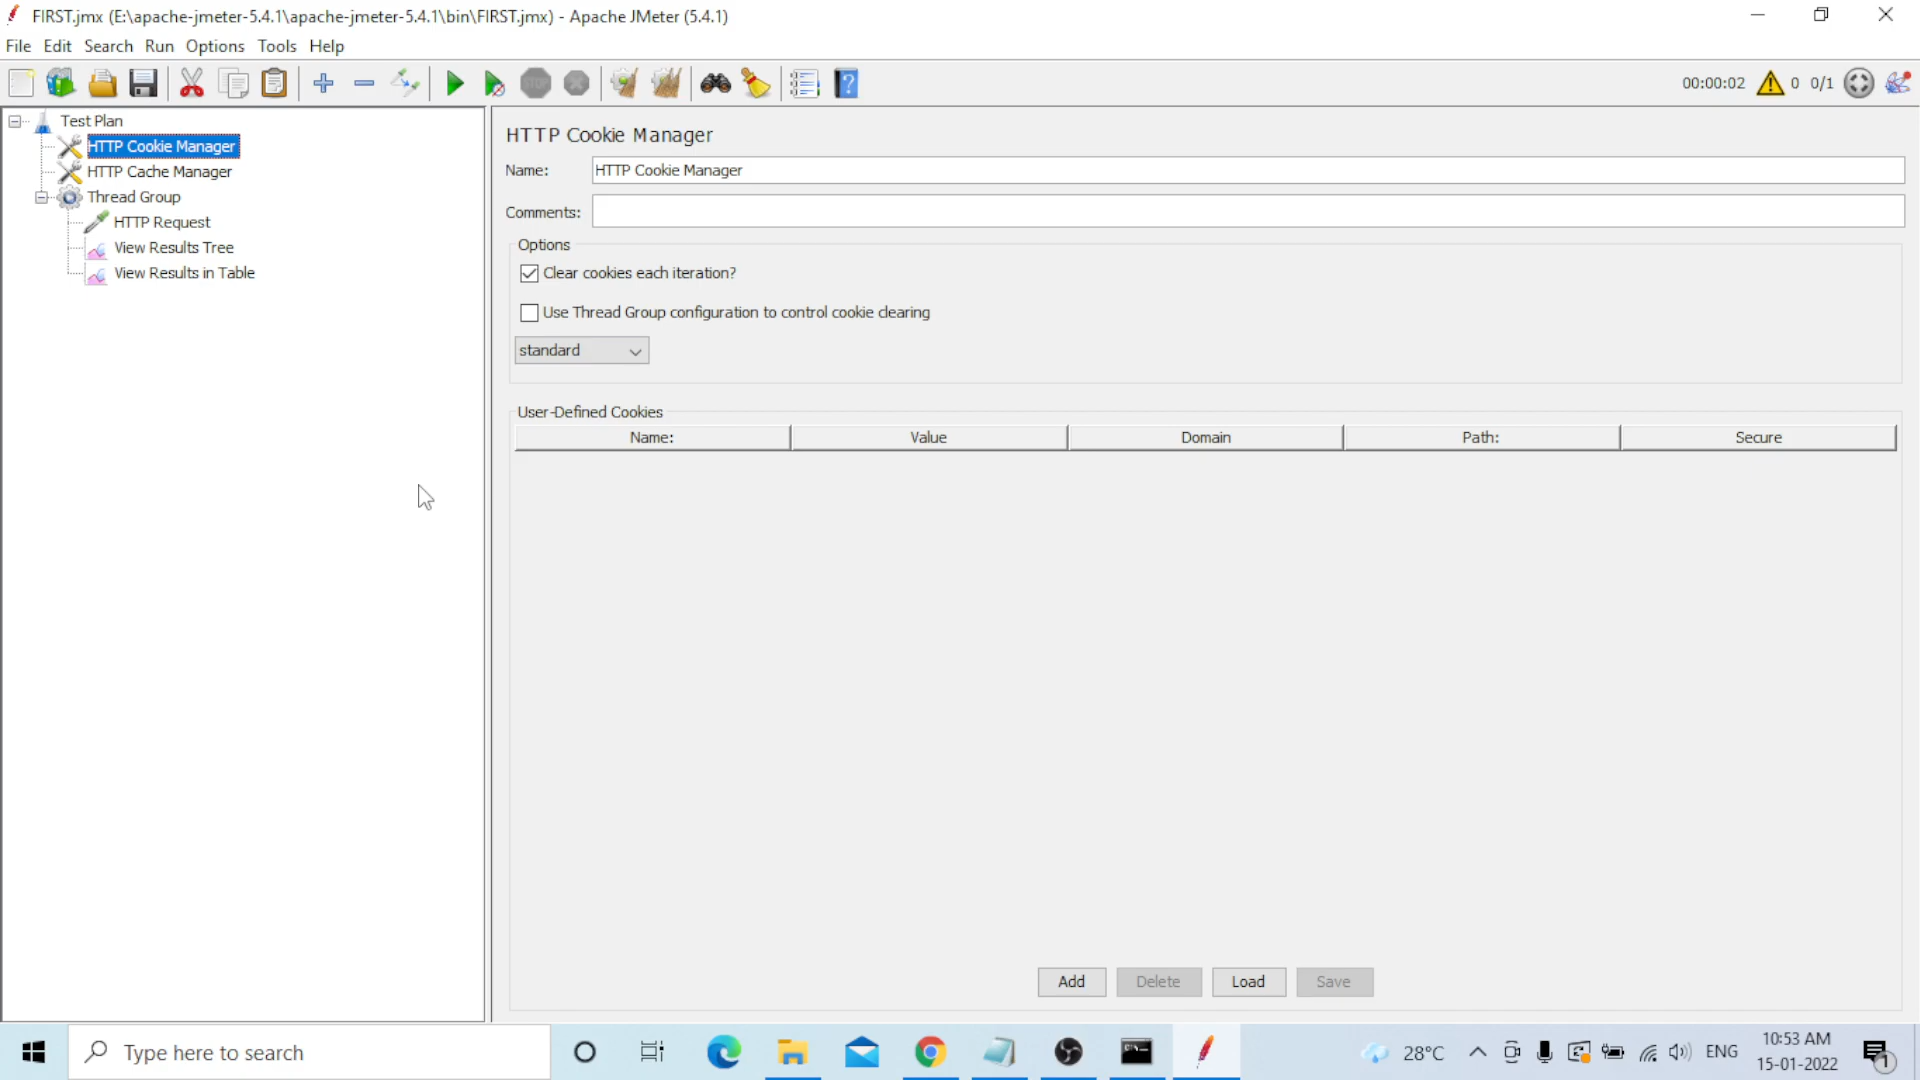 FIRST.jmx (E:\apache-jmeter-5.4.1\apache-jmeter-5.4.1\bin\FIRST.jmx) - Apache JMeter (5.4.1)
File Edit Search Run Options Tools Help
STOP
00:00:02 0 0/1
Test Plan
HTTP Cookie Manager
HTTP Cache Manager
Thread Group
HTTP Request
View Results Tree
View Results in Table
HTTP Cookie Manager
Name: HTTP Cookie Manager
Comments:
Options
Clear cookies each iteration?
Use Thread Group configuration to control cookie clearing
standard
User-Defined Cookies
Name: Value Domain Path: Secure
Add Delete Load Save
Type here to search
28°C ENG
10:53 AM
15-01-2022
1